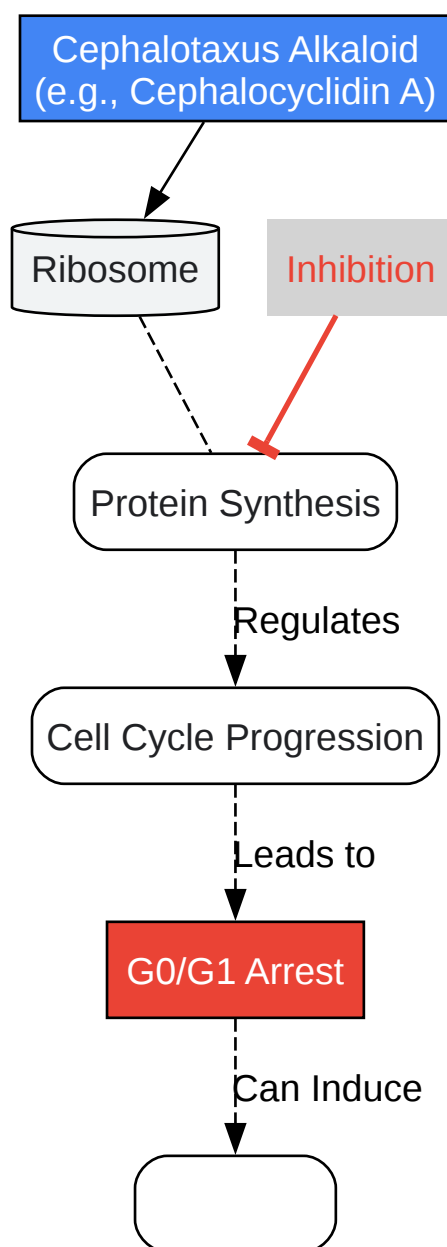 Cephalotaxus Alkaloid
(e.g., Cephalocyclidin A)
Ribosome
Inhibition
Protein Synthesis
Regulates
Cell Cycle Progression
Leads to
G0/G1 Arrest
Can Induce